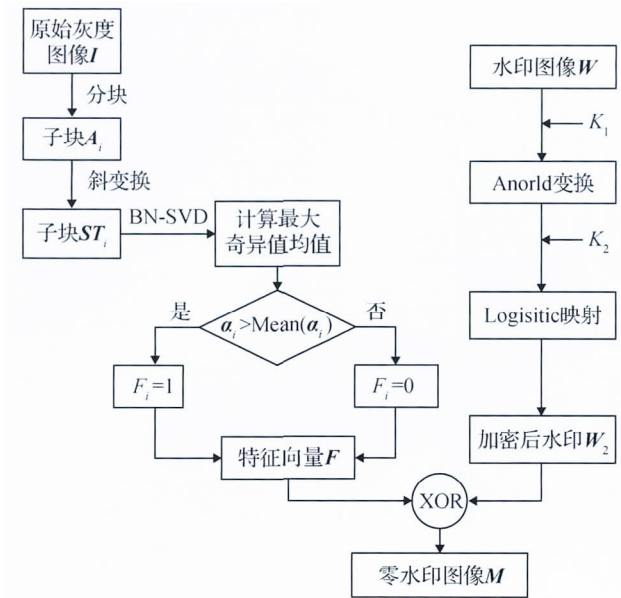 原始灰度
图像I
分块
子块Aᵢ
斜变换
子块STᵢ
BN-SVD
计算最大
奇异值均值
αᵢ>Mean(αᵢ)
是
否
Fᵢ=1
Fᵢ=0
特征向量F
水印图像W
K₁
Anorld变换
K₂
Logisitic映射
加密后水印W₂
XOR
零水印图像M